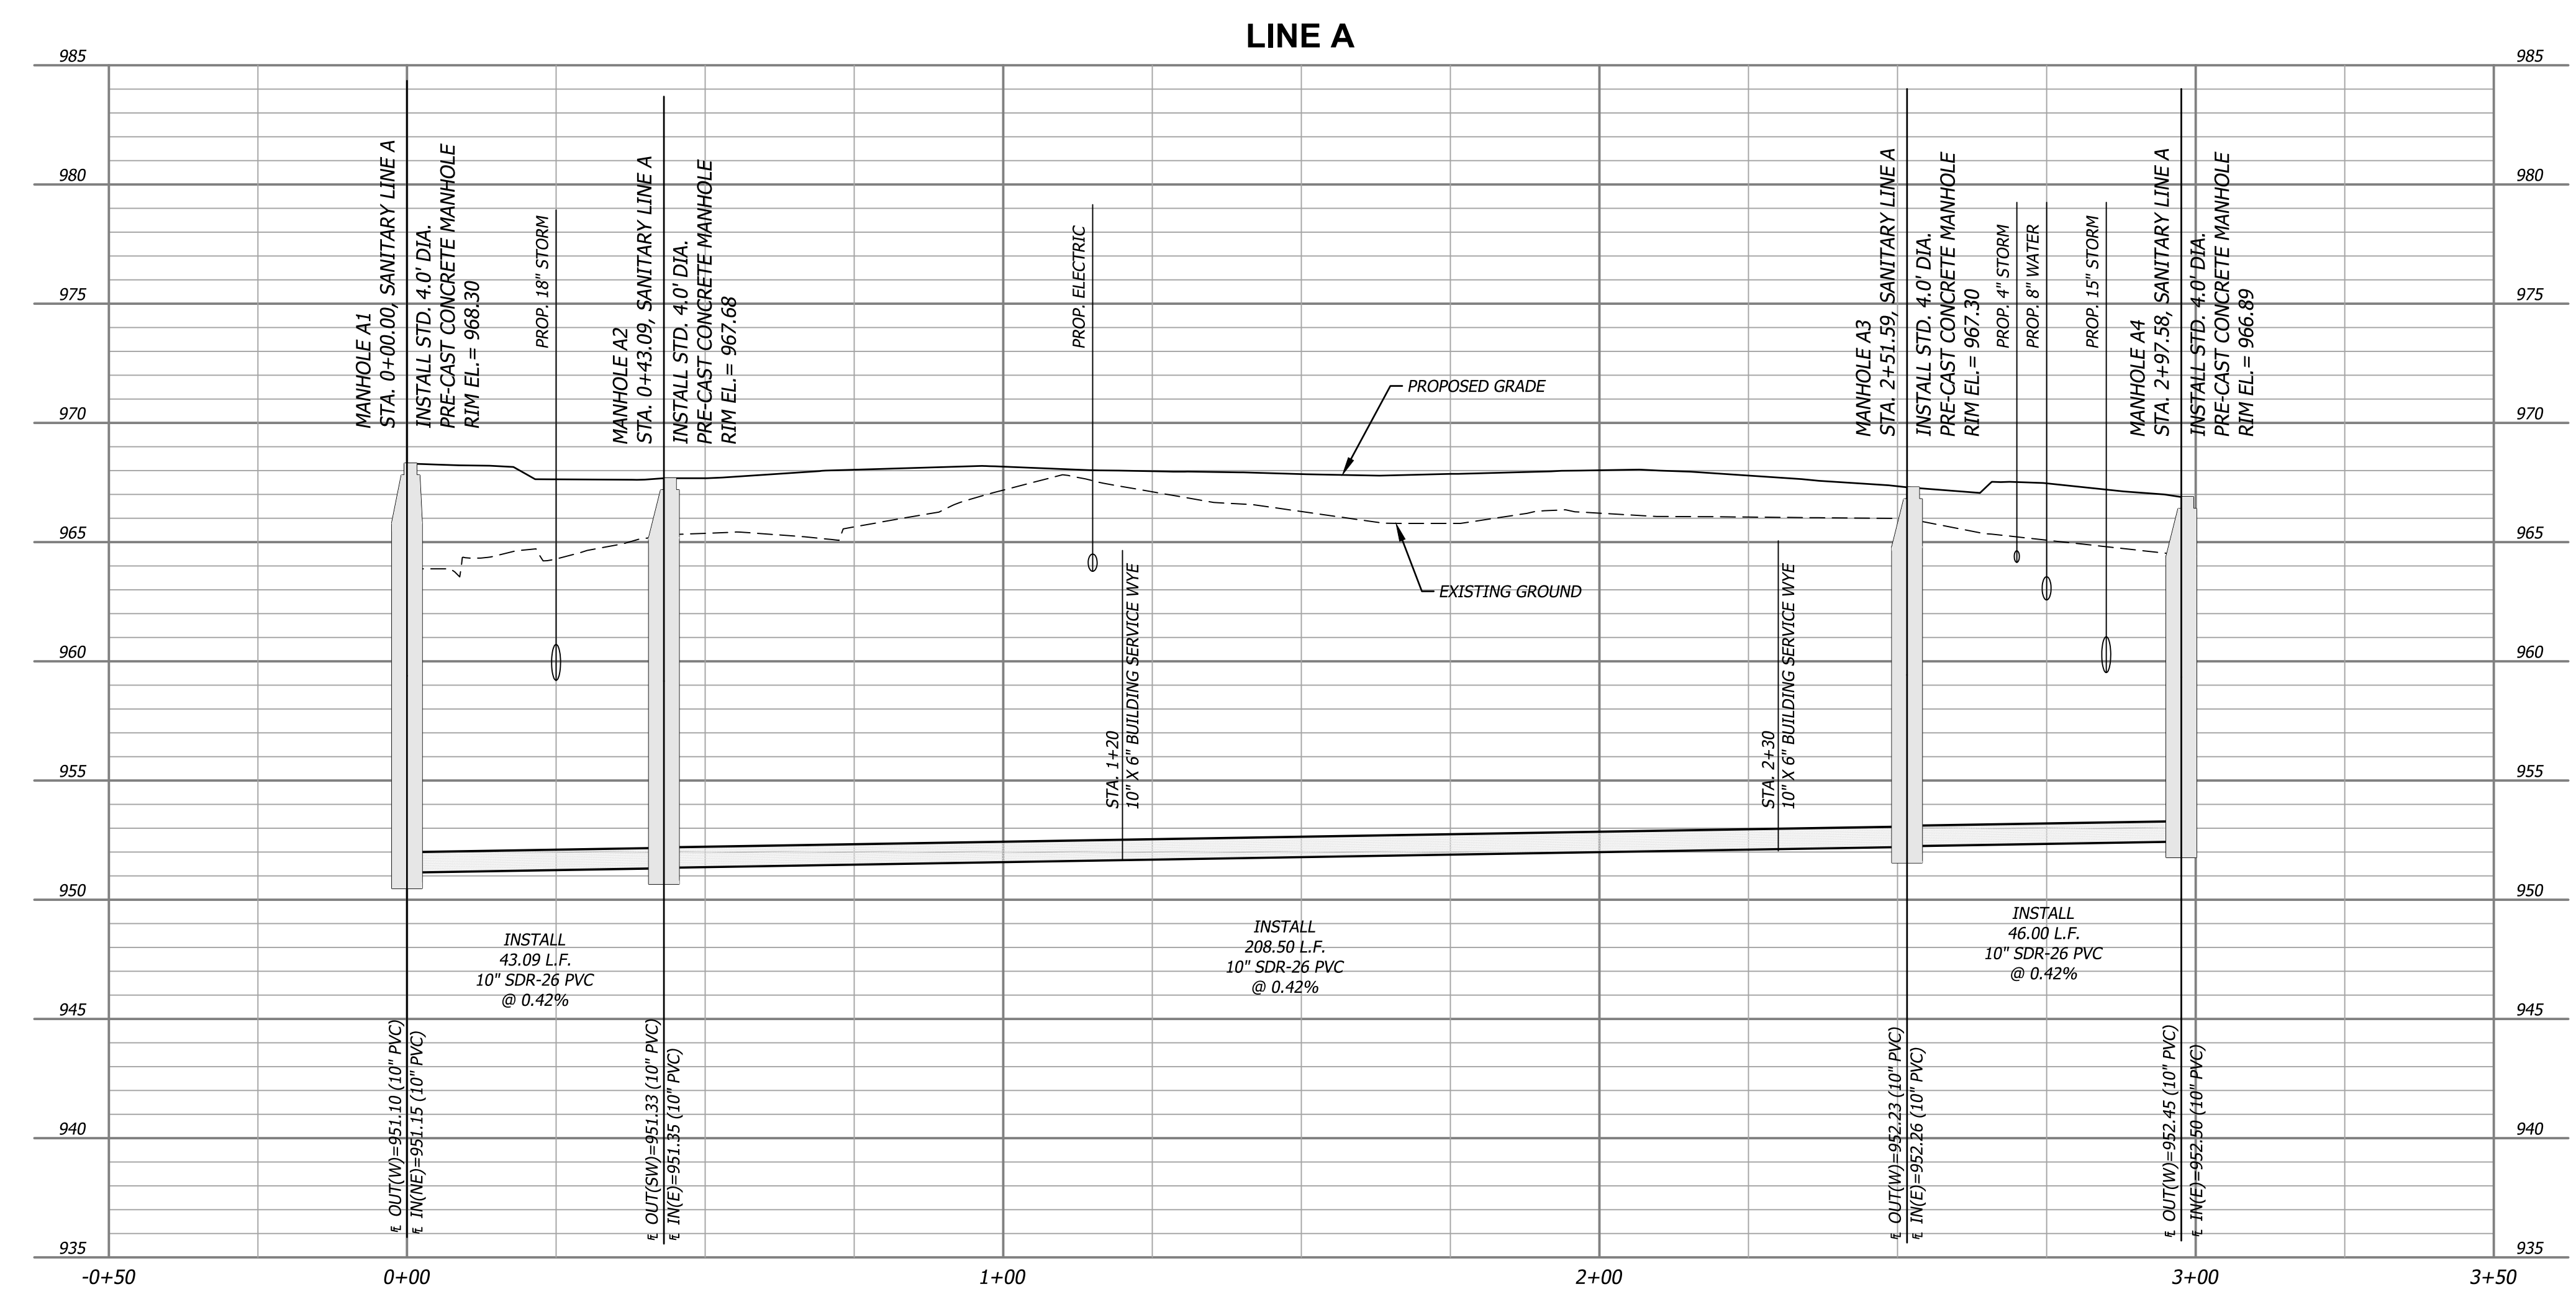 LINE A
985
985
980
980
975
975
970
970
965
965
960
960
955
955
950
950
945
945
940
940
935
935
MANHOLE A1
STA. 0+00.00, SANITARY LINE A
INSTALL STD. 4.0' DIA.
PRE-CAST CONCRETE MANHOLE
RIM EL.= 968.30
PROP. 18" STORM
MANHOLE A2
STA. 0+43.09, SANITARY LINE A
INSTALL STD. 4.0' DIA.
PRE-CAST CONCRETE MANHOLE
RIM EL.= 967.68
PROP. ELECTRIC
PROPOSED GRADE
EXISTING GROUND
MANHOLE A3
STA. 2+51.59, SANITARY LINE A
INSTALL STD. 4.0' DIA.
PRE-CAST CONCRETE MANHOLE
RIM EL.= 967.30
PROP. 4" STORM
PROP. 8" WATER
PROP. 15" STORM
MANHOLE A4
STA. 2+97.58, SANITARY LINE A
INSTALL STD. 4.0' DIA.
PRE-CAST CONCRETE MANHOLE
RIM EL.= 966.89
STA. 1+20
10" X 6" BUILDING SERVICE WYE
STA. 2+30
10" X 6" BUILDING SERVICE WYE
INSTALL
43.09 L.F.
10" SDR-26 PVC
@ 0.42%
INSTALL
208.50 L.F.
10" SDR-26 PVC
@ 0.42%
INSTALL
46.00 L.F.
10" SDR-26 PVC
@ 0.42%
FL OUT(W)=951.10 (10" PVC)
FL IN(NE)=951.15 (10" PVC)
FL OUT(SW)=951.33 (10" PVC)
FL IN(E)=951.35 (10" PVC)
FL OUT(W)=952.23 (10" PVC)
FL IN(E)=952.26 (10" PVC)
FL OUT(W)=952.45 (10" PVC)
FL IN(E)=952.50 (10" PVC)
-0+50
0+00
1+00
2+00
3+00
3+50